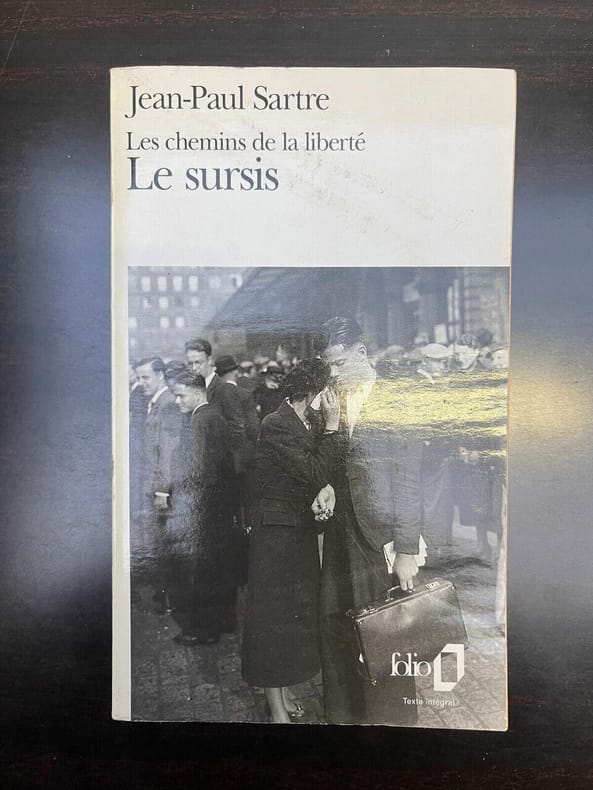 Jean-Paul Sartre
Les chemins de la liberté
Le sursis
folio
Texte intégral